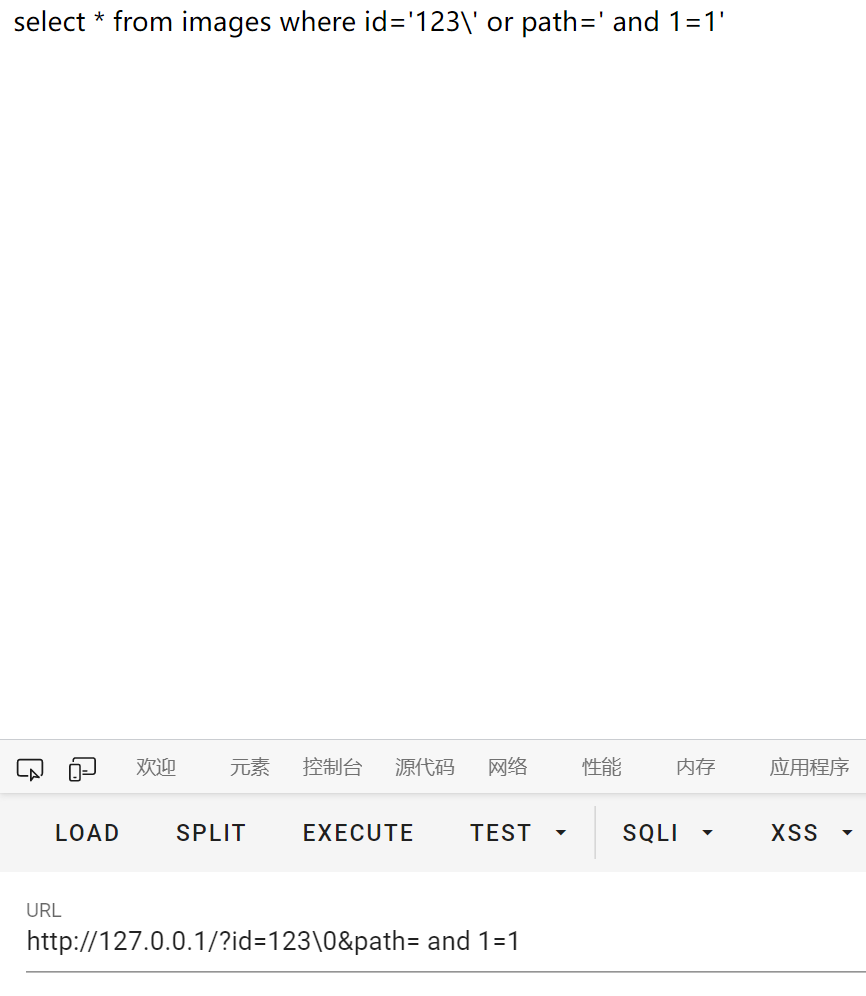 select * from images where id='123\' or path=' and 1=1'
欢迎 元素 控制台 源代码 网络 性能 内存 应用程序
LOAD SPLIT EXECUTE TEST SQLI XSS
URL
http://127.0.0.1/?id=123\0&path= and 1=1